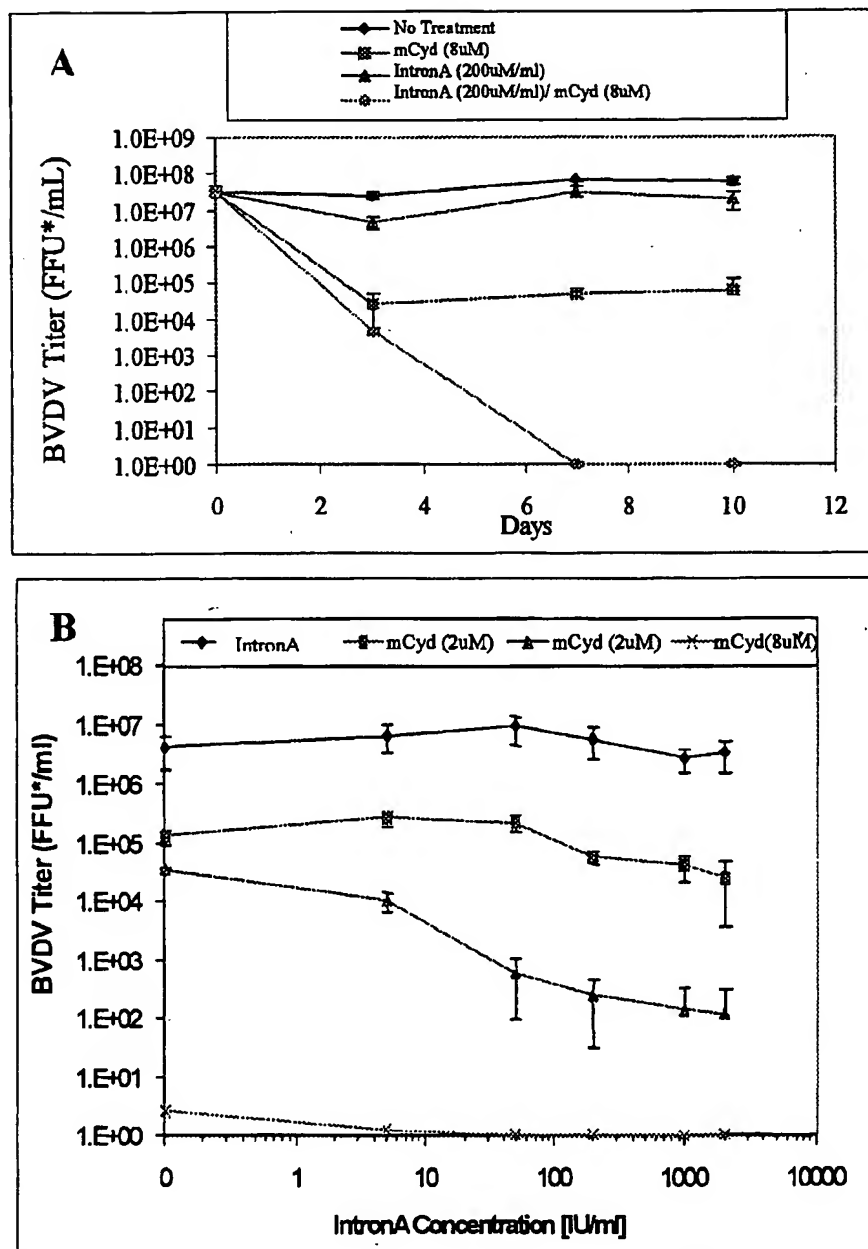 A
No Treatment
mCyd (8uM)
IntronA (200uM/ml)
IntronA (200uM/ml)/ mCyd (8uM)
BVDV Titer (FFU*/mL)
1.0E+09
1.0E+08
1.0E+07
1.0E+06
1.0E+05
1.0E+04
1.0E+03
1.0E+02
1.0E+01
1.0E+00
0 2 4 6 8 10 12
Days
B
IntronA mCyd (2uM) mCyd (2uM) mCyd(8uM)
BVDV Titer (FFU*/ml)
1.E+08
1.E+07
1.E+06
1.E+05
1.E+04
1.E+03
1.E+02
1.E+01
1.E+00
0 1 10 100 1000 10000
IntronA Concentration [IU/ml]